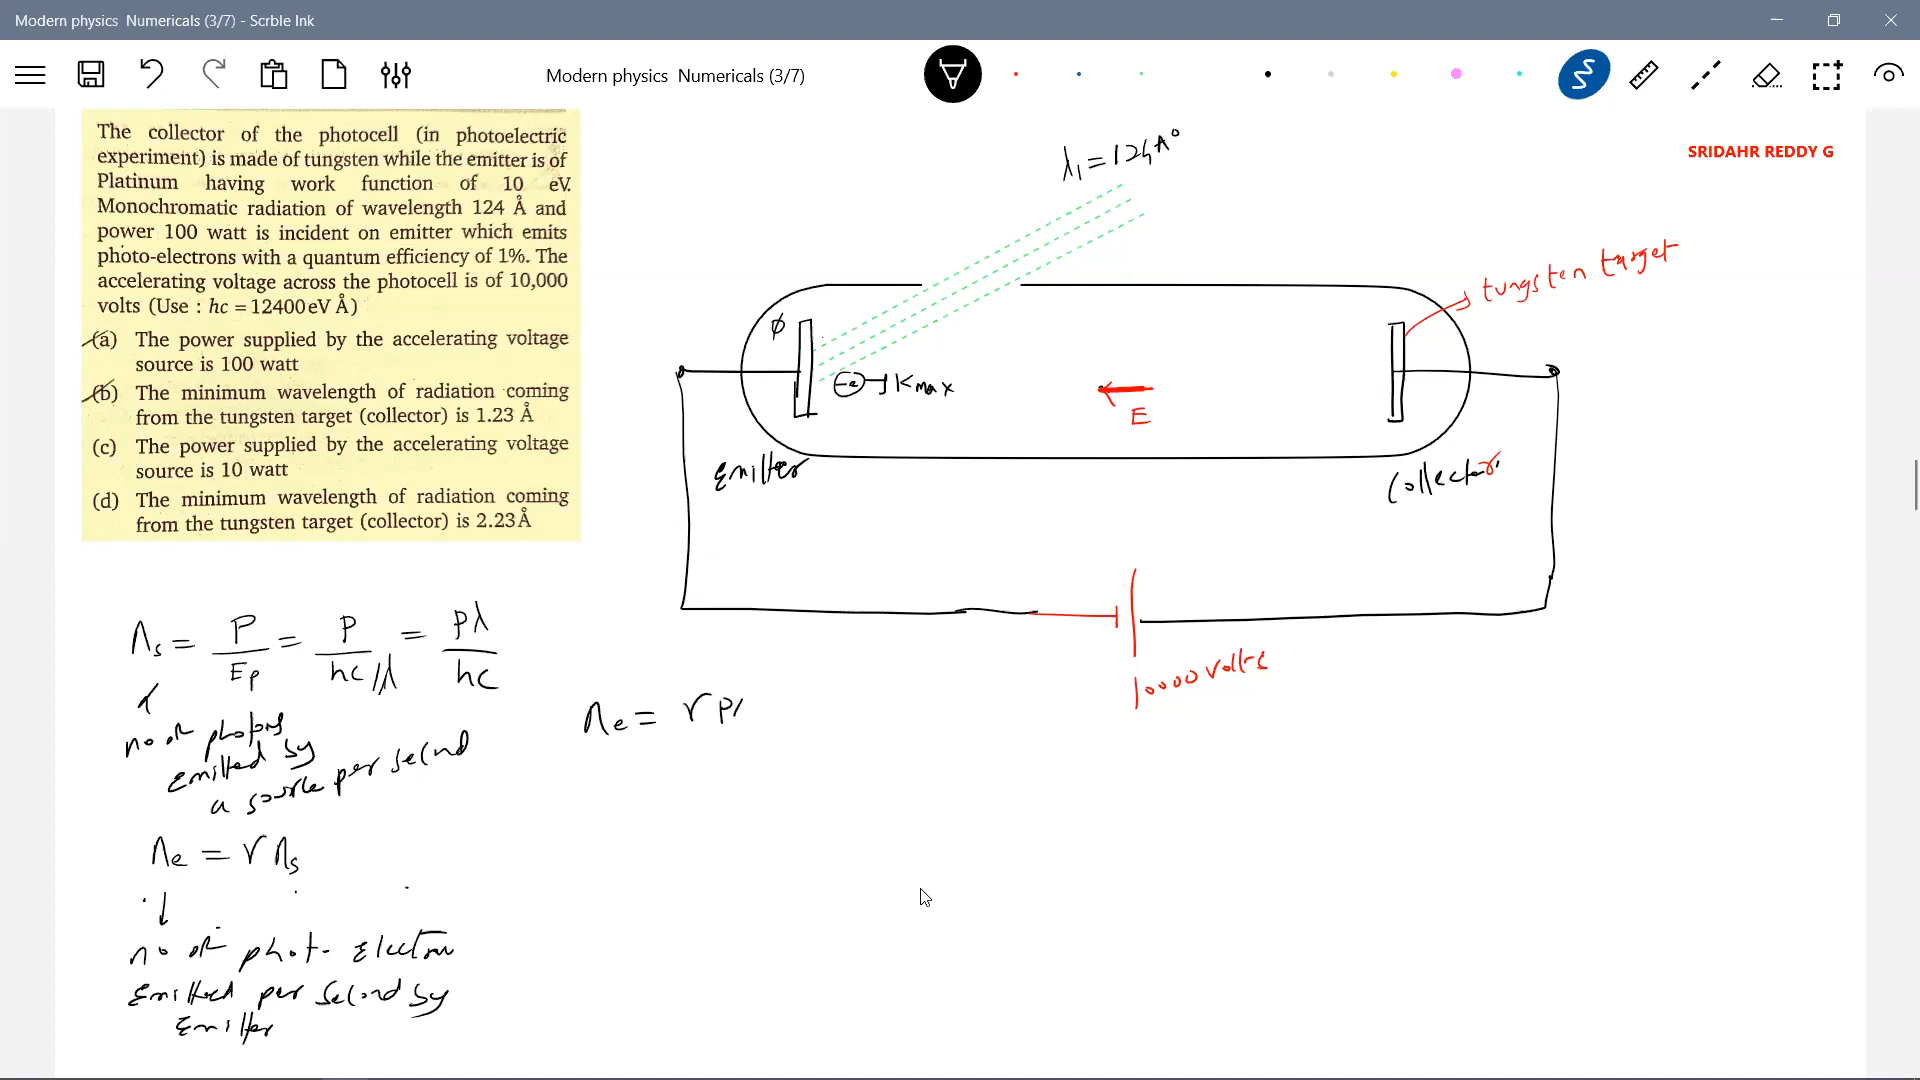 Modern physics Numericals (3/7) - Scrble Ink
Modern physics Numericals (3/7)
SRIDAHR REDDY G
The collector of the photocell (in photoelectric
experiment) is made of tungsten while the emitter is of
Platinum having work function of 10 eV.
Monochromatic radiation of wavelength 124 Å and
power 100 watt is incident on emitter which emits
photo-electrons with a quantum efficiency of 1%. The
accelerating voltage across the photocell is of 10,000
volts (Use : hc = 12400 eV Å)
(a) The power supplied by the accelerating voltage
source is 100 watt
(b) The minimum wavelength of radiation coming
from the tungsten target (collector) is 1.23 Å
(c) The power supplied by the accelerating voltage
source is 10 watt
(d) The minimum wavelength of radiation coming
from the tungsten target (collector) is 2.23 Å
λ₁ = 124 A°
tungsten target
ϕ
e → Kmax
E
Emitter
Collector
10000 volts
ns = P/Ep = P/(hc/λ) = Pλ/hc
no of photons
emitted by
a source per second
ne = r ns
no of phot. electron
emitted per second by
emitter
ne = r P